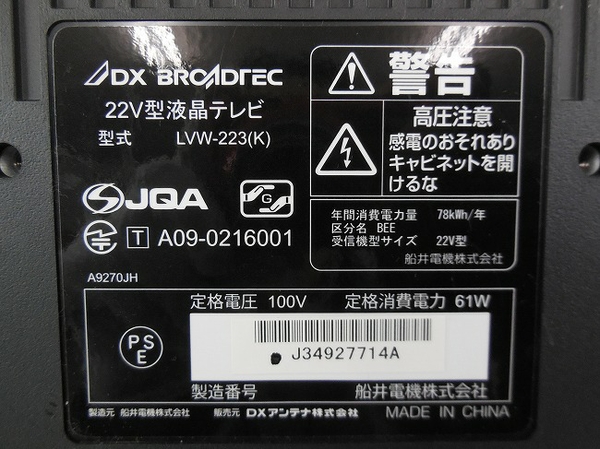 DX BROADTEC
22V型液晶テレビ
型式 LVW-223(K)
JQA
G
T A09-0216001
A9270JH
警告
高圧注意
感電のおそれあり
キャビネットを開
けるな
年間消費電力量 78kWh/年
区分名 BEE
受信機型サイズ 22V型
船井電機株式会社
定格電圧 100V 定格消費電力 61W
PS
E
J34927714A
製造番号 船井電機株式会社
製造元 船井電機株式会社 販売元 DXアンテナ株式会社 MADE IN CHINA